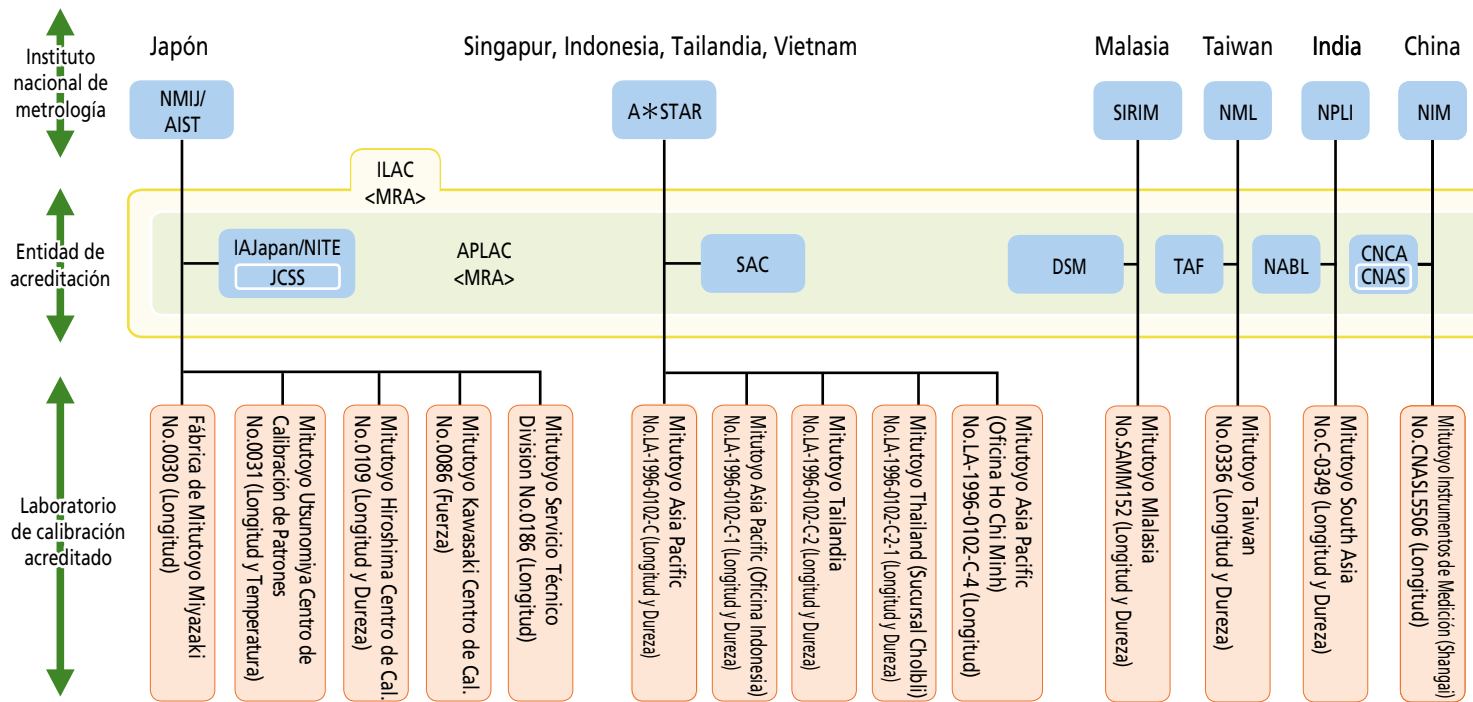 Instituto
nacional de
metrología
Japón
Singapur, Indonesia, Tailandia, Vietnam
Malasia
Taiwan
India
China
NMIJ/
AIST
A＊STAR
SIRIM
NML
NPLI
NIM
ILAC
<MRA>
Entidad de
acreditación
IAJapan/NITE
JCSS
APLAC
<MRA>
SAC
DSM
TAF
NABL
CNCA
CNAS
Laboratorio
de calibración
acreditado
Fábrica de Mitutoyo Miyazaki
No.0030 (Longitud)
Mitutoyo Utsunomiya Centro de
Calibración de Patrones
No.0031 (Longitud y Temperatura)
Mitutoyo Hiroshima Centro de Cal.
No.0109 (Longitud y Dureza)
Mitutoyo Kawasaki Centro de Cal.
No.0086 (Fuerza)
Mitutoyo Servicio Técnico
Division No.0186 (Longitud)
Mitutoyo Asia Pacific
No.LA-1996-0102-C (Longitud y Dureza)
Mitutoyo Asia Pacific (Oficina Indonesia)
No.LA-1996-0102-C-1 (Longitud y Dureza)
Mitutoyo Tailandia
No.LA-1996-0102-C-2 (Longitud y Dureza)
Mitutoyo Thailand (Sucursal Cholbli)
No.LA-1996-0102-C-2-1 (Longitud y Dureza)
Mitutoyo Asia Pacific
(Oficina Ho Chi Minh)
No.LA-1996-0102-C-4 (Longitud)
Mitutoyo Mlalasia
No.SAMM152 (Longitud y Dureza)
Mitutoyo Taiwan
No.0336 (Longitud y Dureza)
Mitutoyo South Asia
No.C-0349 (Longitud y Dureza)
Mitutoyo Instrumentos de Medición (Shangai)
No.CNASL5506 (Longitud)